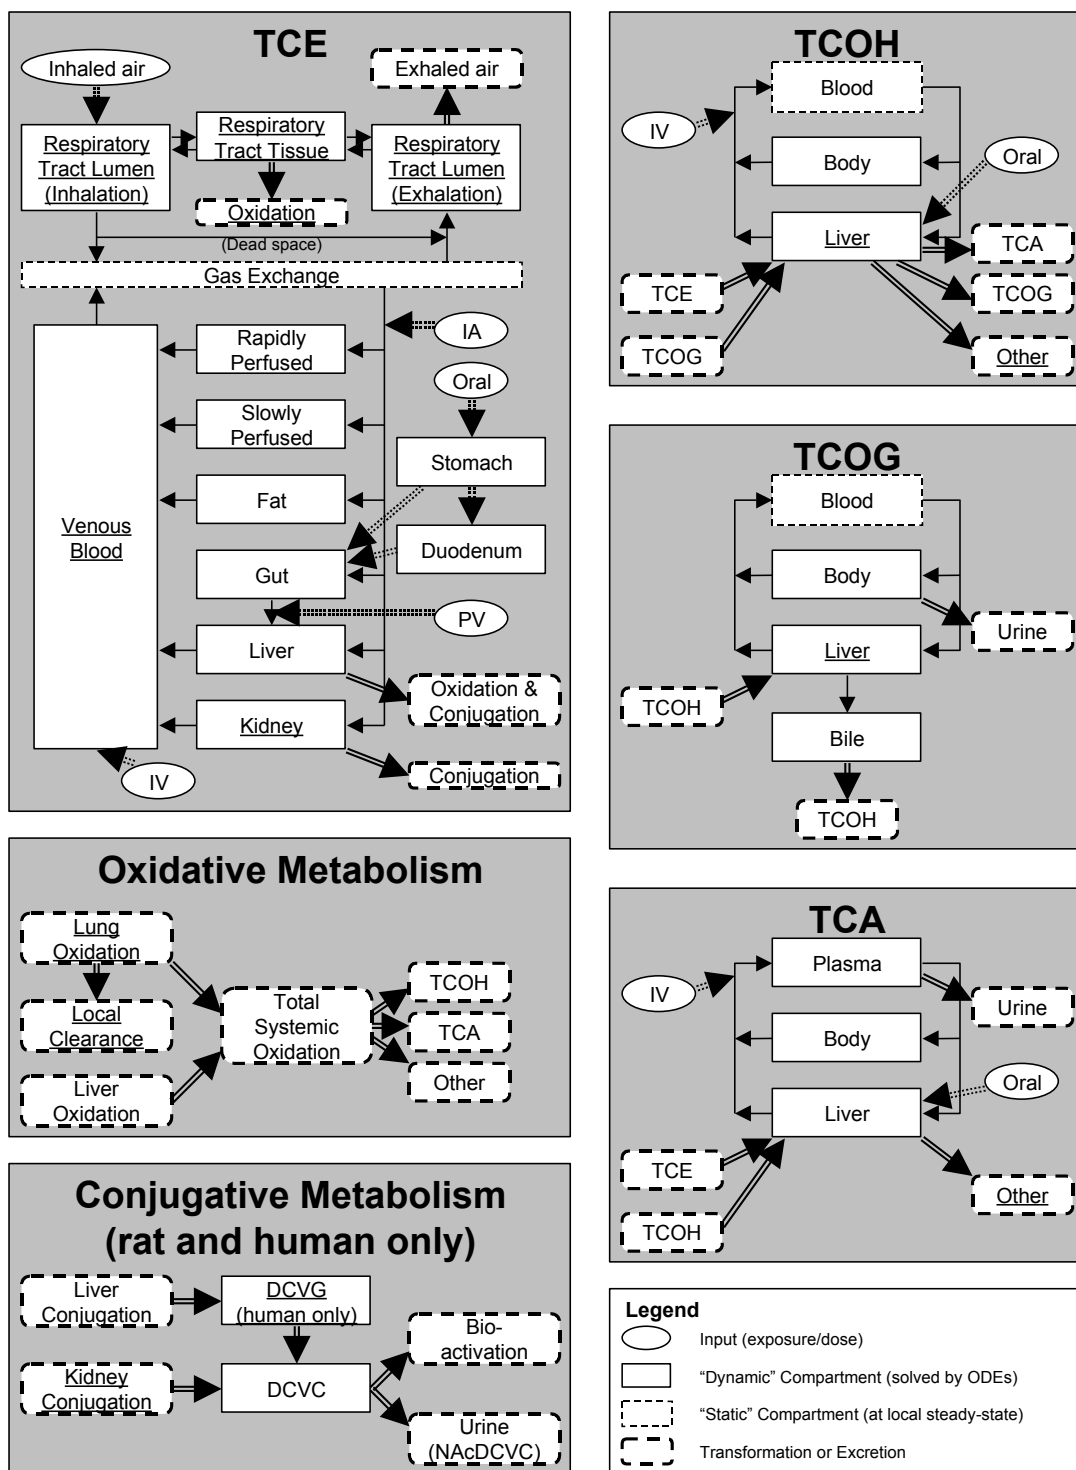 TCE
Inhaled air
Exhaled air
Respiratory
Tract Lumen
(Inhalation)
Respiratory
Tract Tissue
Respiratory
Tract Lumen
(Exhalation)
Oxidation
(Dead space)
Gas Exchange
Venous
Blood
Rapidly
Perfused
IA
Oral
Slowly
Perfused
Stomach
Fat
Duodenum
Gut
PV
Liver
Oxidation &
Conjugation
Kidney
Conjugation
IV
Oxidative Metabolism
Lung
Oxidation
Local
Clearance
Liver
Oxidation
Total
Systemic
Oxidation
TCOH
TCA
Other
Conjugative Metabolism
(rat and human only)
Liver
Conjugation
DCVG
(human only)
Kidney
Conjugation
DCVC
Bio-
activation
Urine
(NAcDCVC)
TCOH
Blood
IV
Body
Oral
Liver
TCA
TCE
TCOG
TCOG
Other
TCOG
Blood
Body
Urine
Liver
TCOH
Bile
TCOH
TCA
Plasma
IV
Urine
Body
Oral
Liver
TCE
Other
TCOH
Legend
Input (exposure/dose)
“Dynamic” Compartment (solved by ODEs)
“Static” Compartment (at local steady-state)
Transformation or Excretion